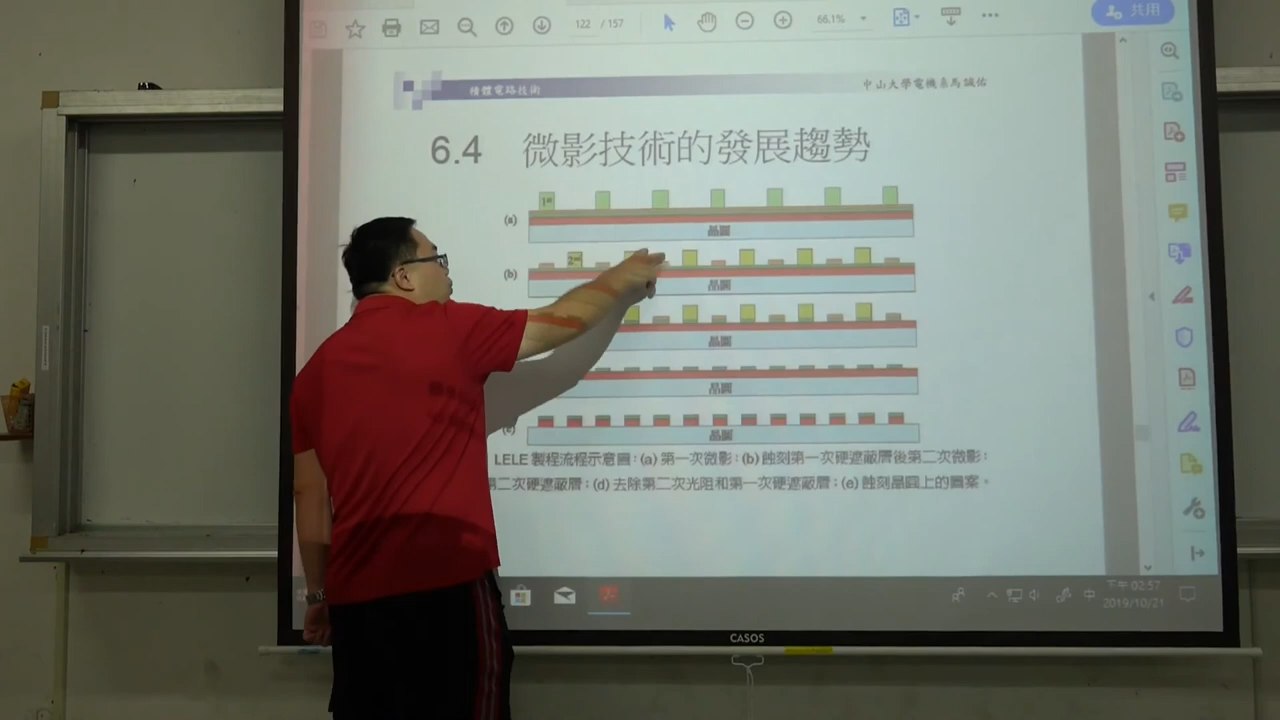 122 / 157
66.1%
共用
積體電路技術
中山大學電機系馬誠佑
6.4 微影技術的發展趨勢
1st
(a)
晶圓
2nd
(b)
晶圓
晶圓
晶圓
晶圓
LELE 製程流程示意圖：(a) 第一次微影；(b) 蝕刻第一次硬遮蔽層後第二次微影；
第二次硬遮蔽層；(d) 去除第二次光阻和第一次硬遮蔽層；(e) 蝕刻晶圓上的圖案。
中
下午 02:57
2019/10/21
CASOS